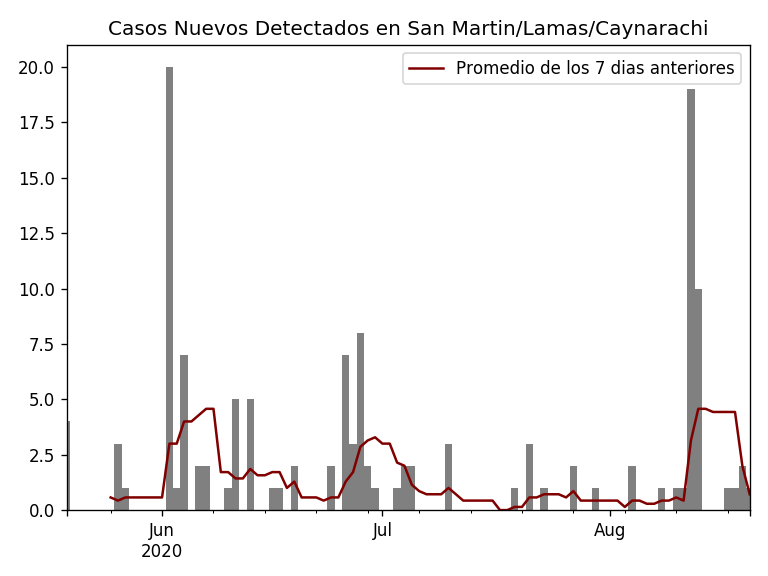 Casos Nuevos Detectados en San Martin/Lamas/Caynarachi
Promedio de los 7 dias anteriores
20.0
17.5
15.0
12.5
10.0
7.5
5.0
2.5
0.0
Jun
2020
Jul
Aug